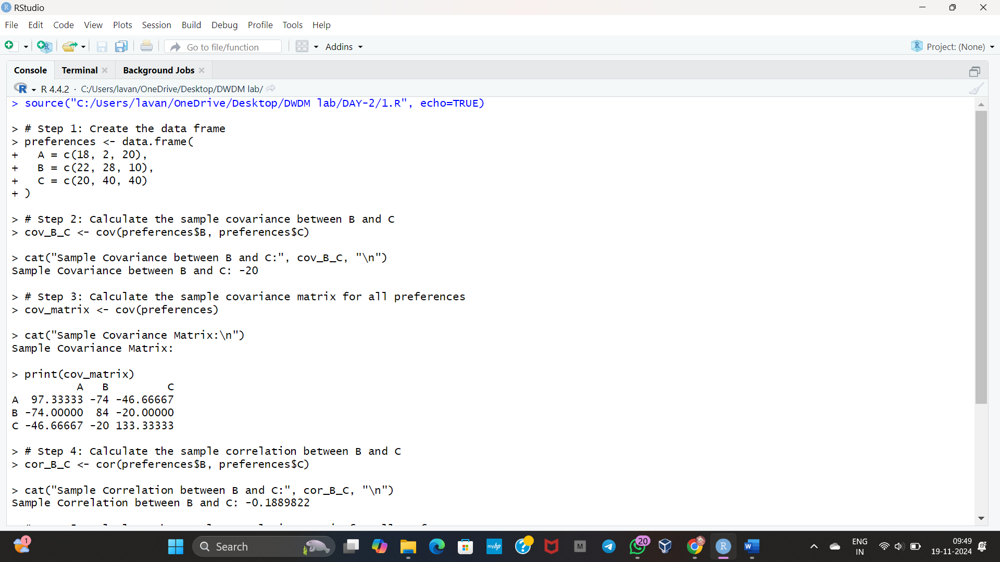 RStudio
File Edit Code View Plots Session Build Debug Profile Tools Help
Go to file/function Addins Project: (None)
Console Terminal Background Jobs
R 4.4.2 · C:/Users/lavan/OneDrive/Desktop/DWDM lab/
> source("C:/Users/lavan/OneDrive/Desktop/DWDM lab/DAY-2/1.R", echo=TRUE)
> # Step 1: Create the data frame
> preferences <- data.frame(
+   A = c(18, 2, 20),
+   B = c(22, 28, 10),
+   C = c(20, 40, 40)
+ )
> # Step 2: Calculate the sample covariance between B and C
> cov_B_C <- cov(preferences$B, preferences$C)
> cat("Sample Covariance between B and C:", cov_B_C, "\n")
Sample Covariance between B and C: -20
> # Step 3: Calculate the sample covariance matrix for all preferences
> cov_matrix <- cov(preferences)
> cat("Sample Covariance Matrix:\n")
Sample Covariance Matrix:
> print(cov_matrix)
A B C
A 97.33333 -74 -46.66667
B -74.00000 84 -20.00000
C -46.66667 -20 133.33333
> # Step 4: Calculate the sample correlation between B and C
> cor_B_C <- cor(preferences$B, preferences$C)
> cat("Sample Correlation between B and C:", cor_B_C, "\n")
Sample Correlation between B and C: -0.1889822
1 Search myhp M 20 R W ENG 09:49
IN 19-11-2024